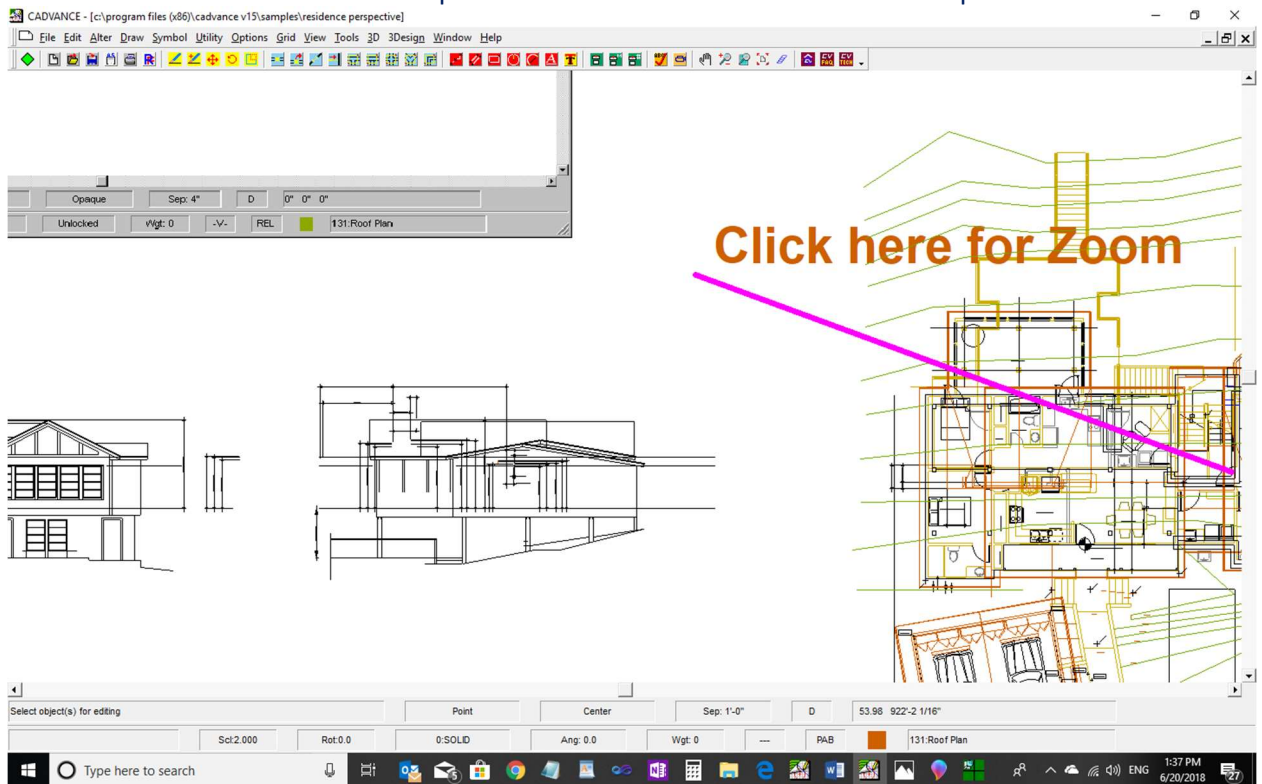 CADVANCE - [c:\program files (x86)\cadvance v15\samples\residence perspective]
File Edit Alter Draw Symbol Utility Options Grid View Tools 3D 3Design Window Help
Opaque Sep: 4" D 0" 0" 0"
Unlocked Wgt: 0 -V- REL 131:Roof Plan
Click here for Zoom
Select object(s) for editing Point Center Sep: 1'-0" D 53.98 922'-2 1/16"
Scl:2.000 Rot:0.0 0:SOLID Ang: 0.0 Wgt: 0 --- PAB 131:Roof Plan
Type here to search ENG 1:37 PM
6/20/2018 27